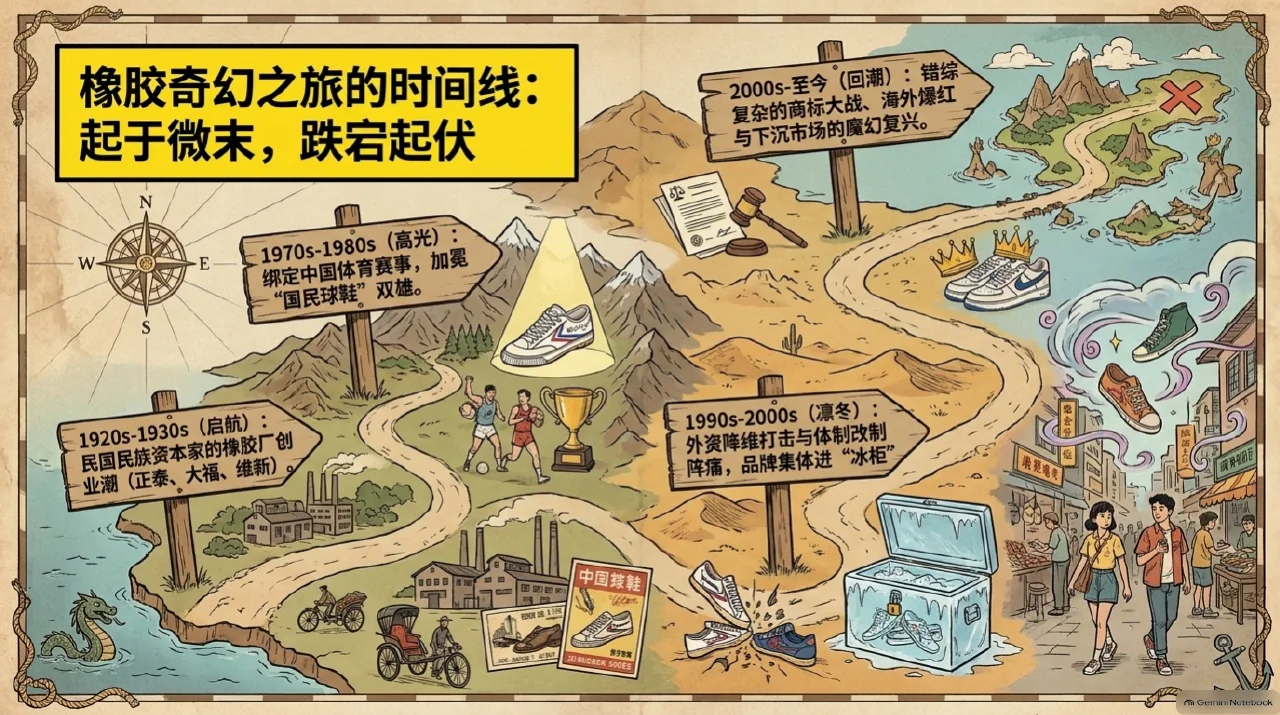 橡胶奇幻之旅的时间线：
起于微末，跌宕起伏
2000s-至今（回潮）：错综
复杂的商标大战、海外爆红
与下沉市场的魔幻复兴。
N
W
E
S
1970s-1980s（高光）：
绑定中国体育赛事，加冕
“国民球鞋”双雄。
1920s-1930s（启航）：
民国民族资本家的橡胶厂创
业潮（正泰、大福、维新）。
1990s-2000s（凛冬）：
外资降维打击与体制改制
阵痛，品牌集体进“冰柜”
Gemini Notebook